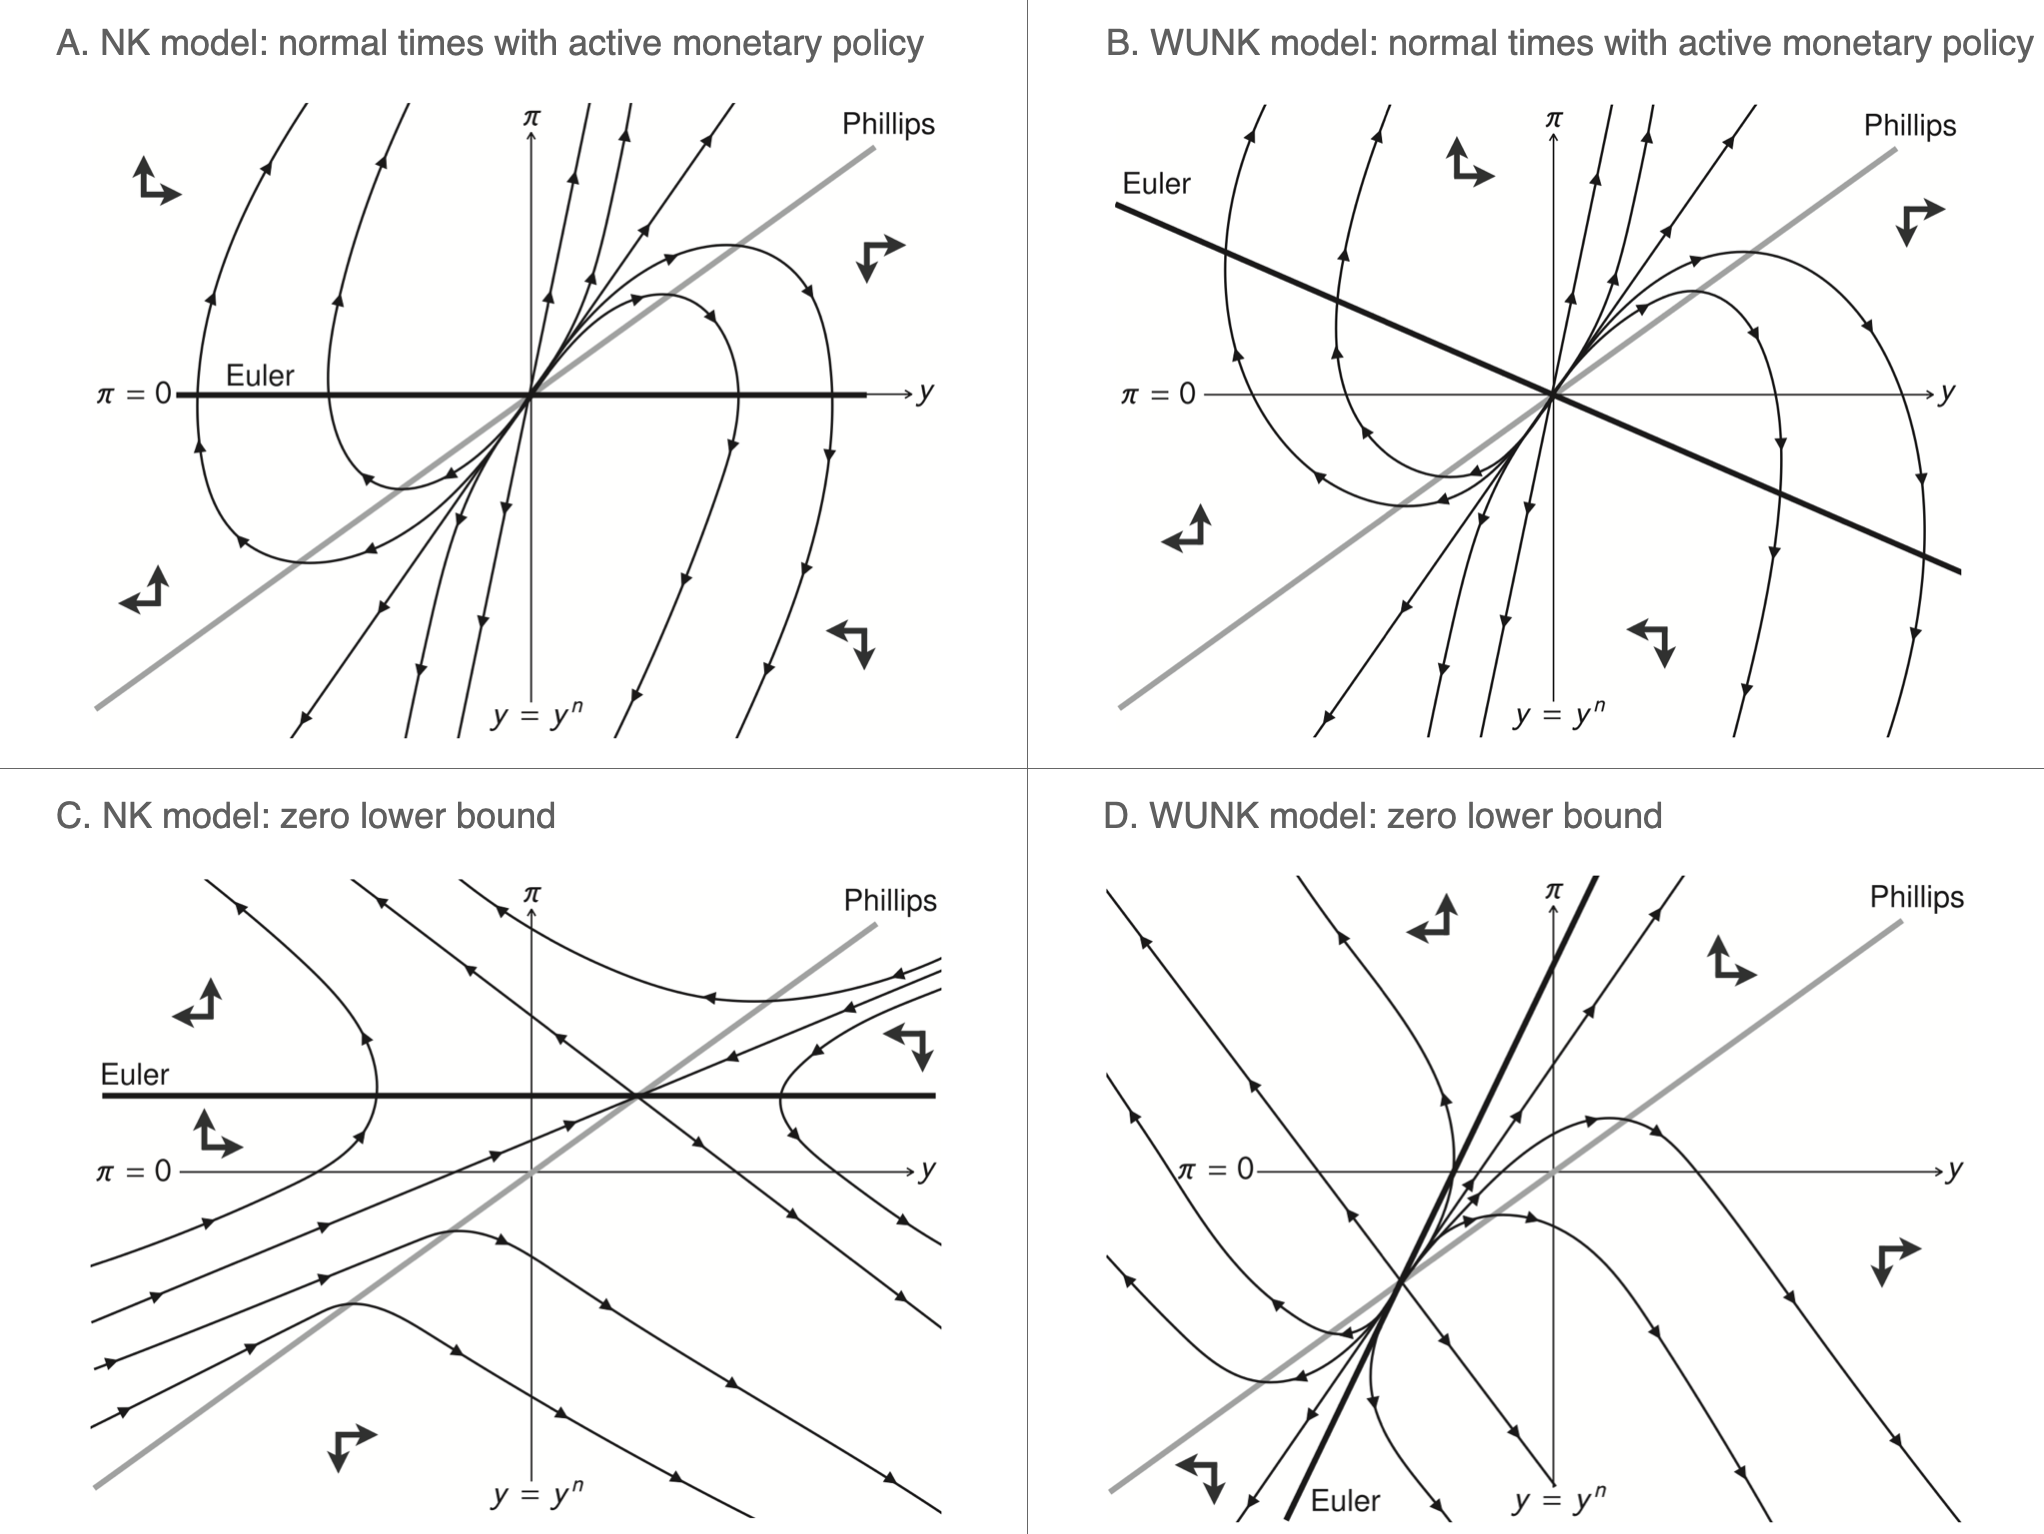 A. NK model: normal times with active monetary policy
π
Phillips
Euler
π = 0
y
y = yⁿ
B. WUNK model: normal times with active monetary policy
π
Phillips
Euler
π = 0
y
y = yⁿ
C. NK model: zero lower bound
π
Phillips
Euler
π = 0
y
y = yⁿ
D. WUNK model: zero lower bound
π
Phillips
π = 0
y
Euler
y = yⁿ